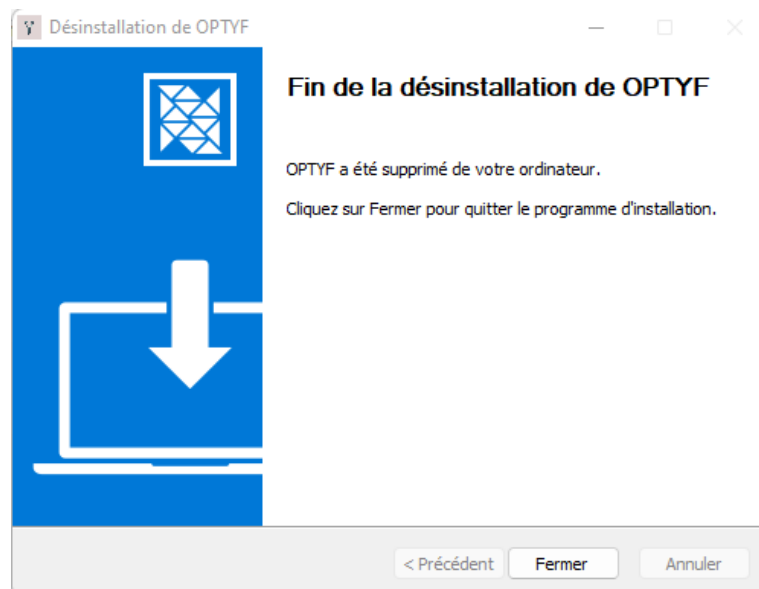 Désinstallation de OPTYF
Fin de la désinstallation de OPTYF
OPTYF a été supprimé de votre ordinateur.
Cliquez sur Fermer pour quitter le programme d'installation.
< Précédent
Fermer
Annuler